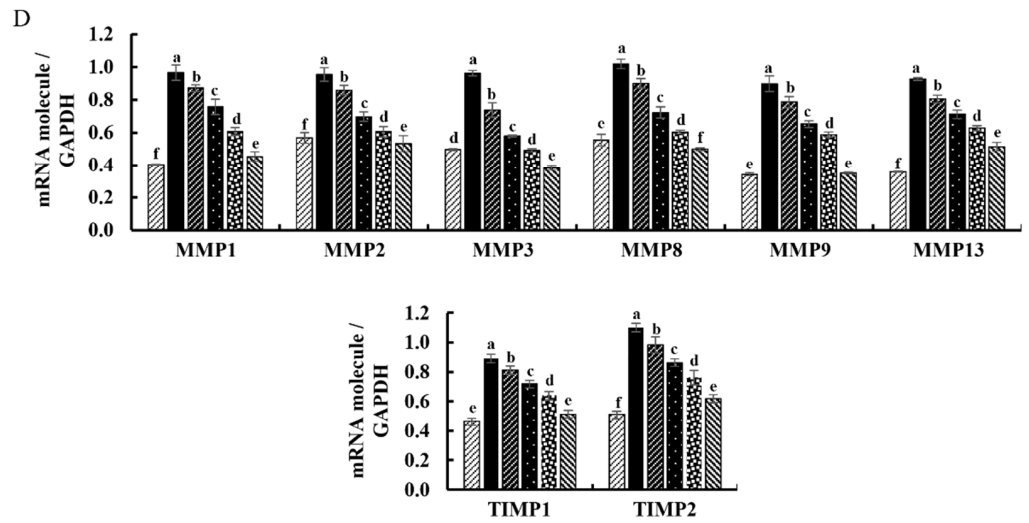 D
mRNA molecule /
GAPDH
1.2
1.0
0.8
0.6
0.4
0.2
0.0
f a b c d e
f a b c d e
d a b c d e
e a b c d f
e a b c d e
f a b c d e
MMP1 MMP2 MMP3 MMP8 MMP9 MMP13
mRNA molecule /
GAPDH
1.2
1.0
0.8
0.6
0.4
0.2
0.0
e a b c d e
f a b c d e
TIMP1 TIMP2